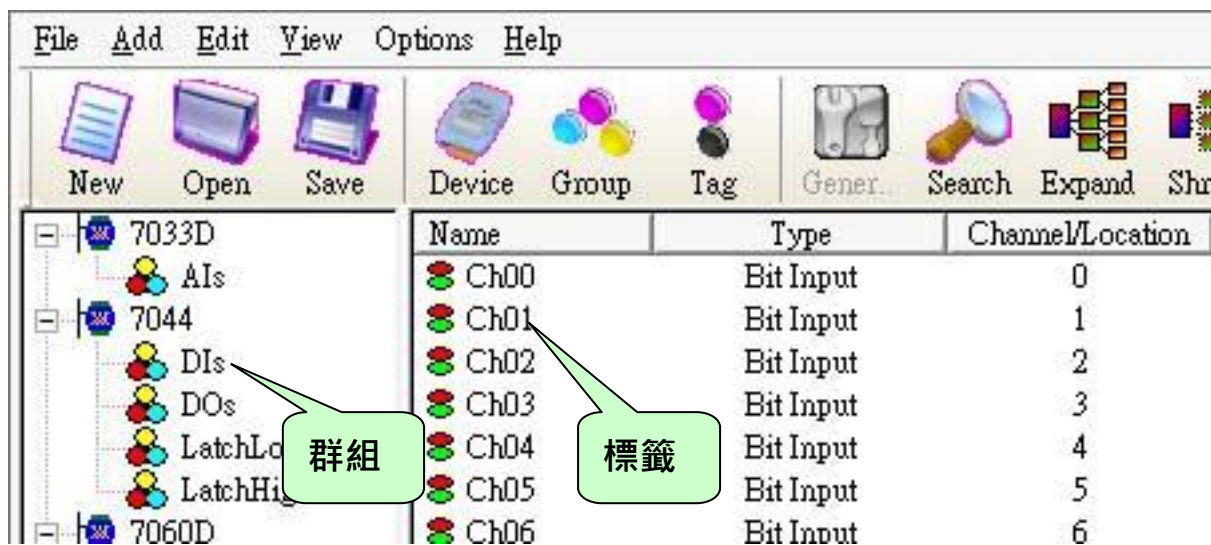 File Add Edit View Options Help
New Open Save Device Group Tag Gener... Search Expand Shr
7033D
AIs
7044
DIs
DOs
LatchLo
LatchHig
7060D
Name Type Channel/Location
Ch00 Bit Input 0
Ch01 Bit Input 1
Ch02 Bit Input 2
Ch03 Bit Input 3
Ch04 Bit Input 4
Ch05 Bit Input 5
Ch06 Bit Input 6
群組
標籤